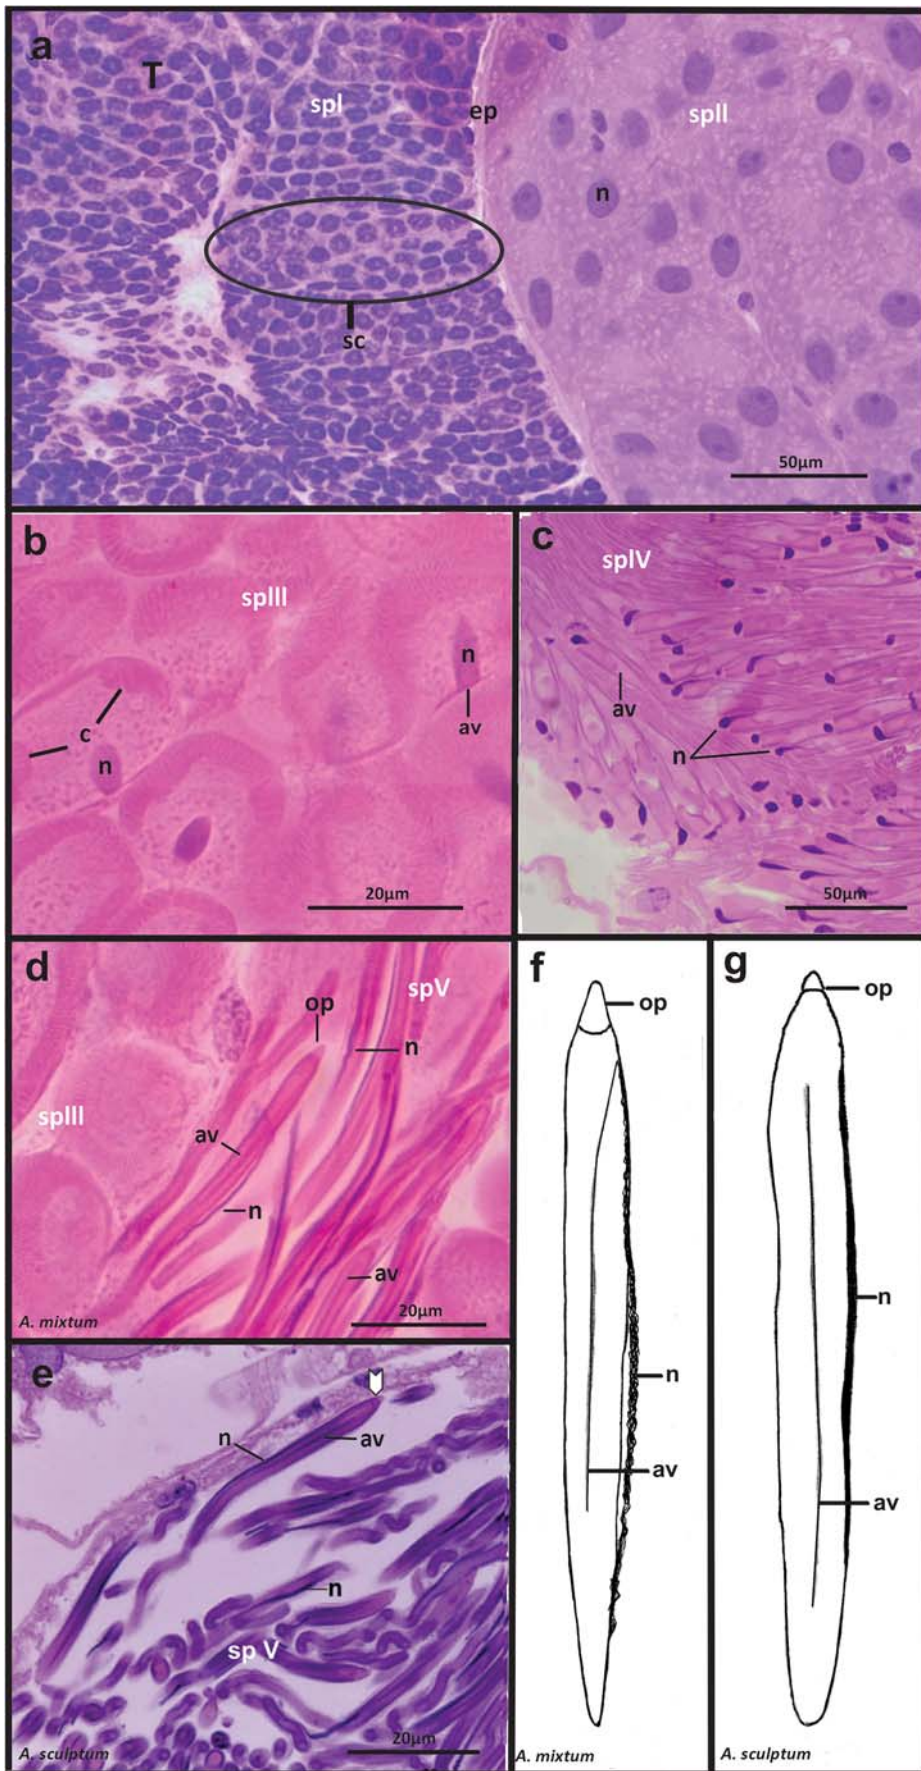 a
T
spI
ep
spII
n
sc
50µm
b
spIII
n
av
c
n
20µm
c
spIV
av
n
50µm
d
op
spV
n
spIII
av
n
av
20µm
A. mixtum
e
n
av
n
sp V
20µm
A. sculptum
f
op
n
av
A. mixtum
g
op
n
av
A. sculptum